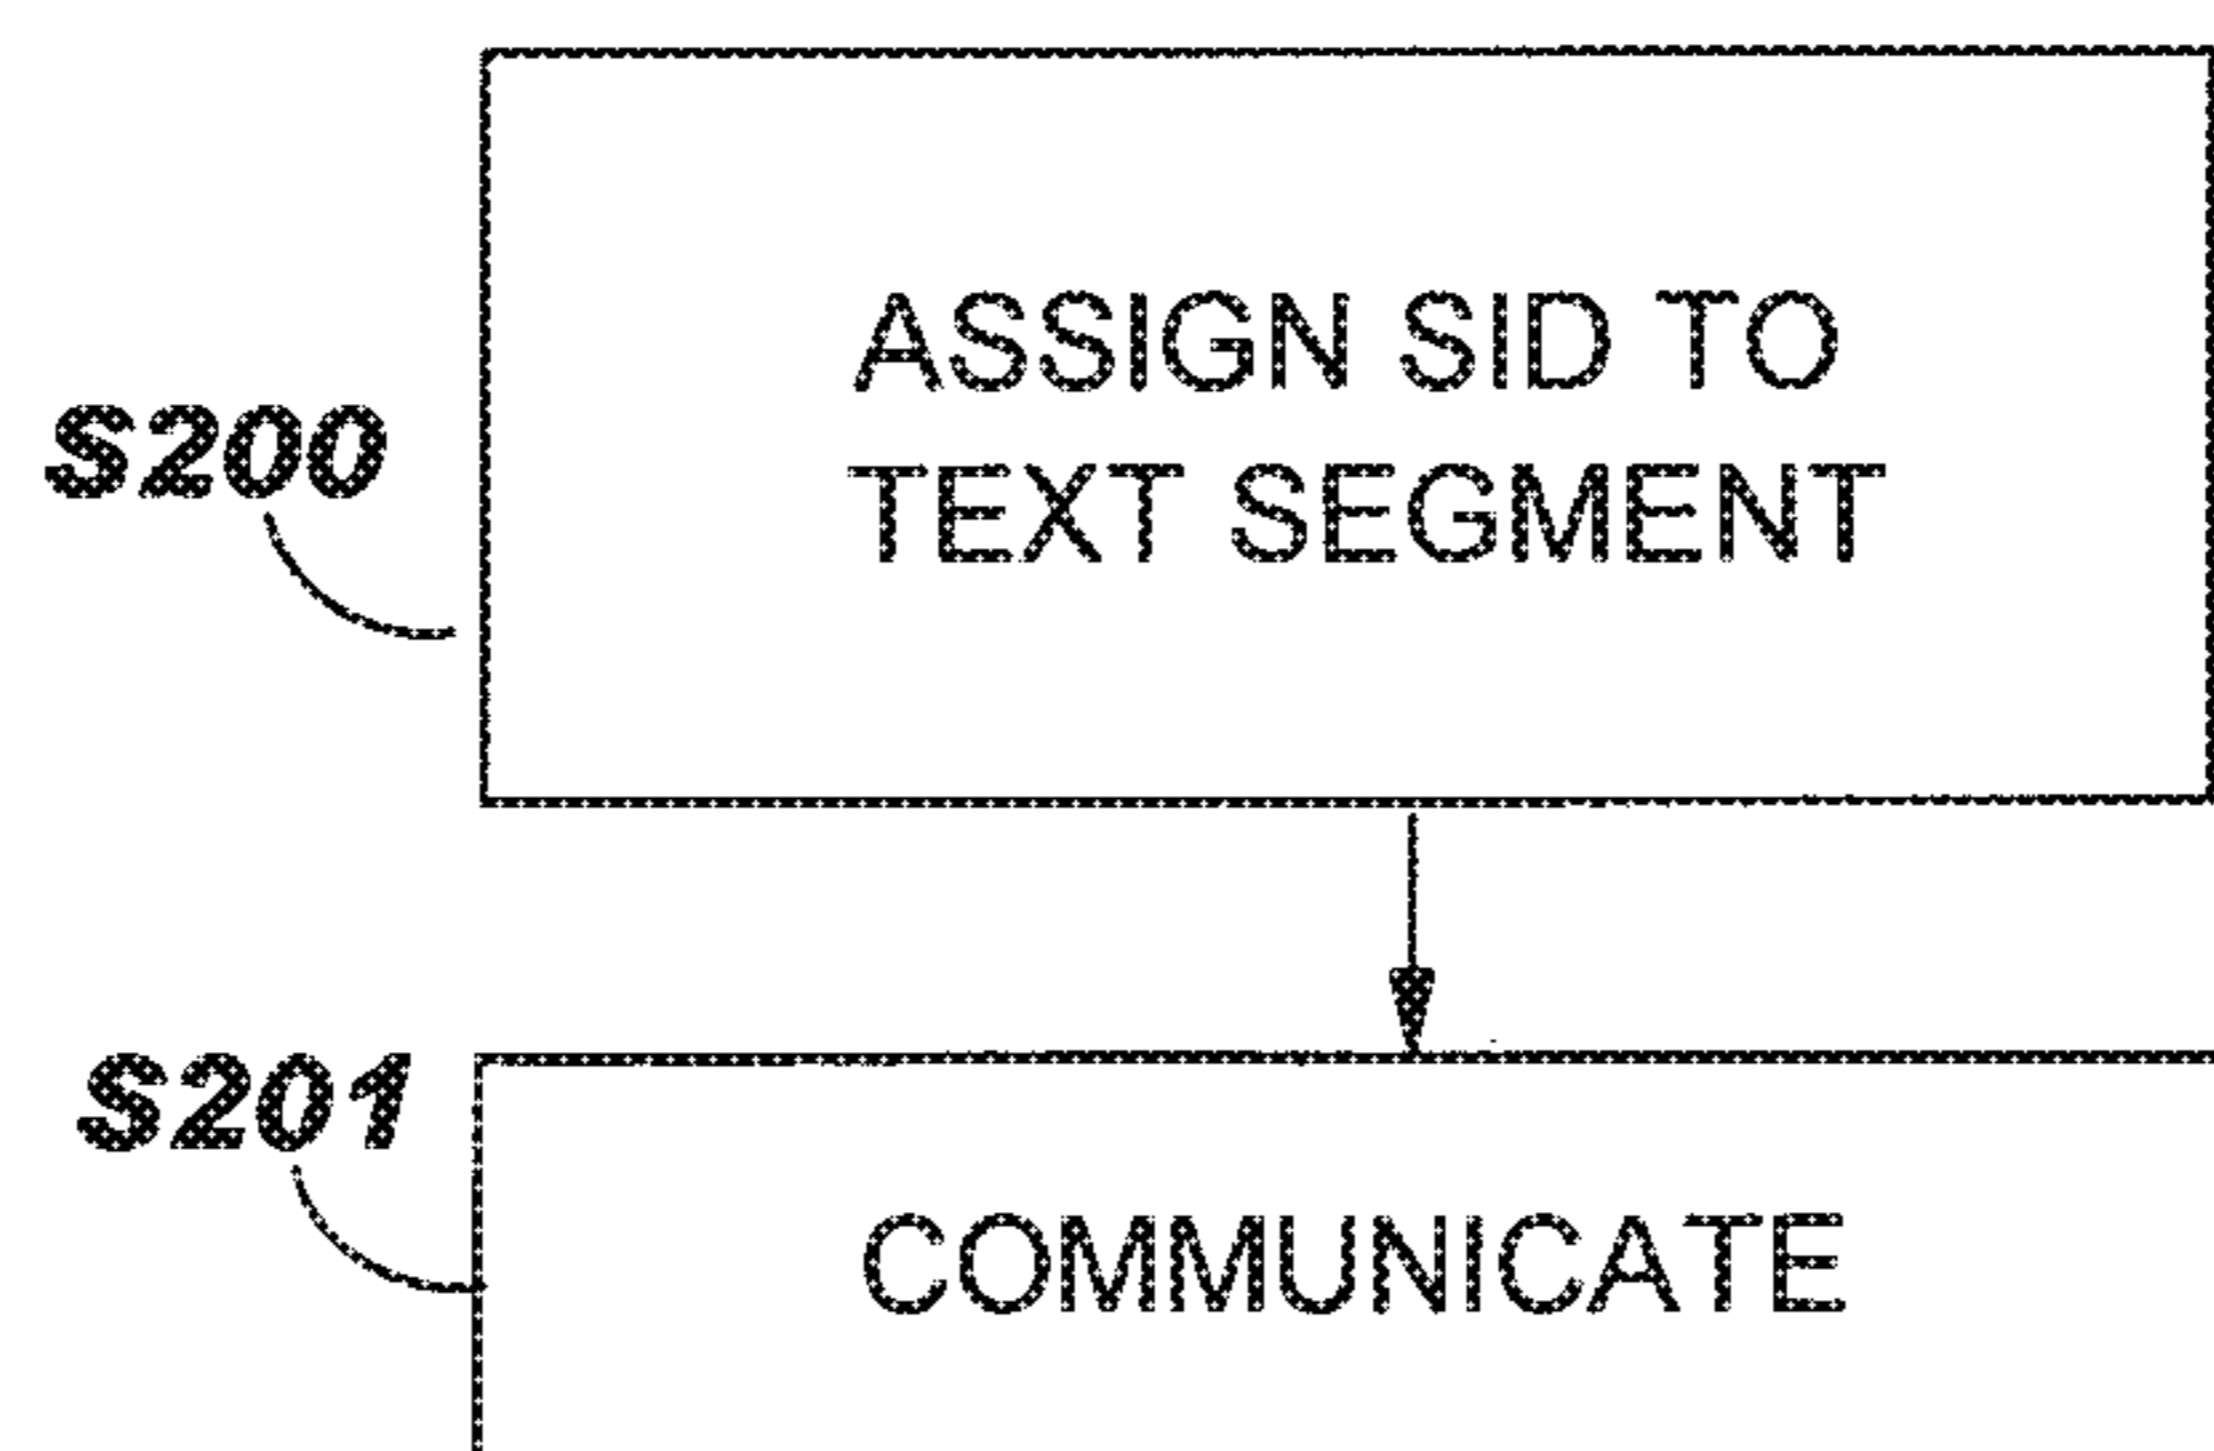 ASSIGN SID TO
TEXT SEGMENT
S200
S201
COMMUNICATE